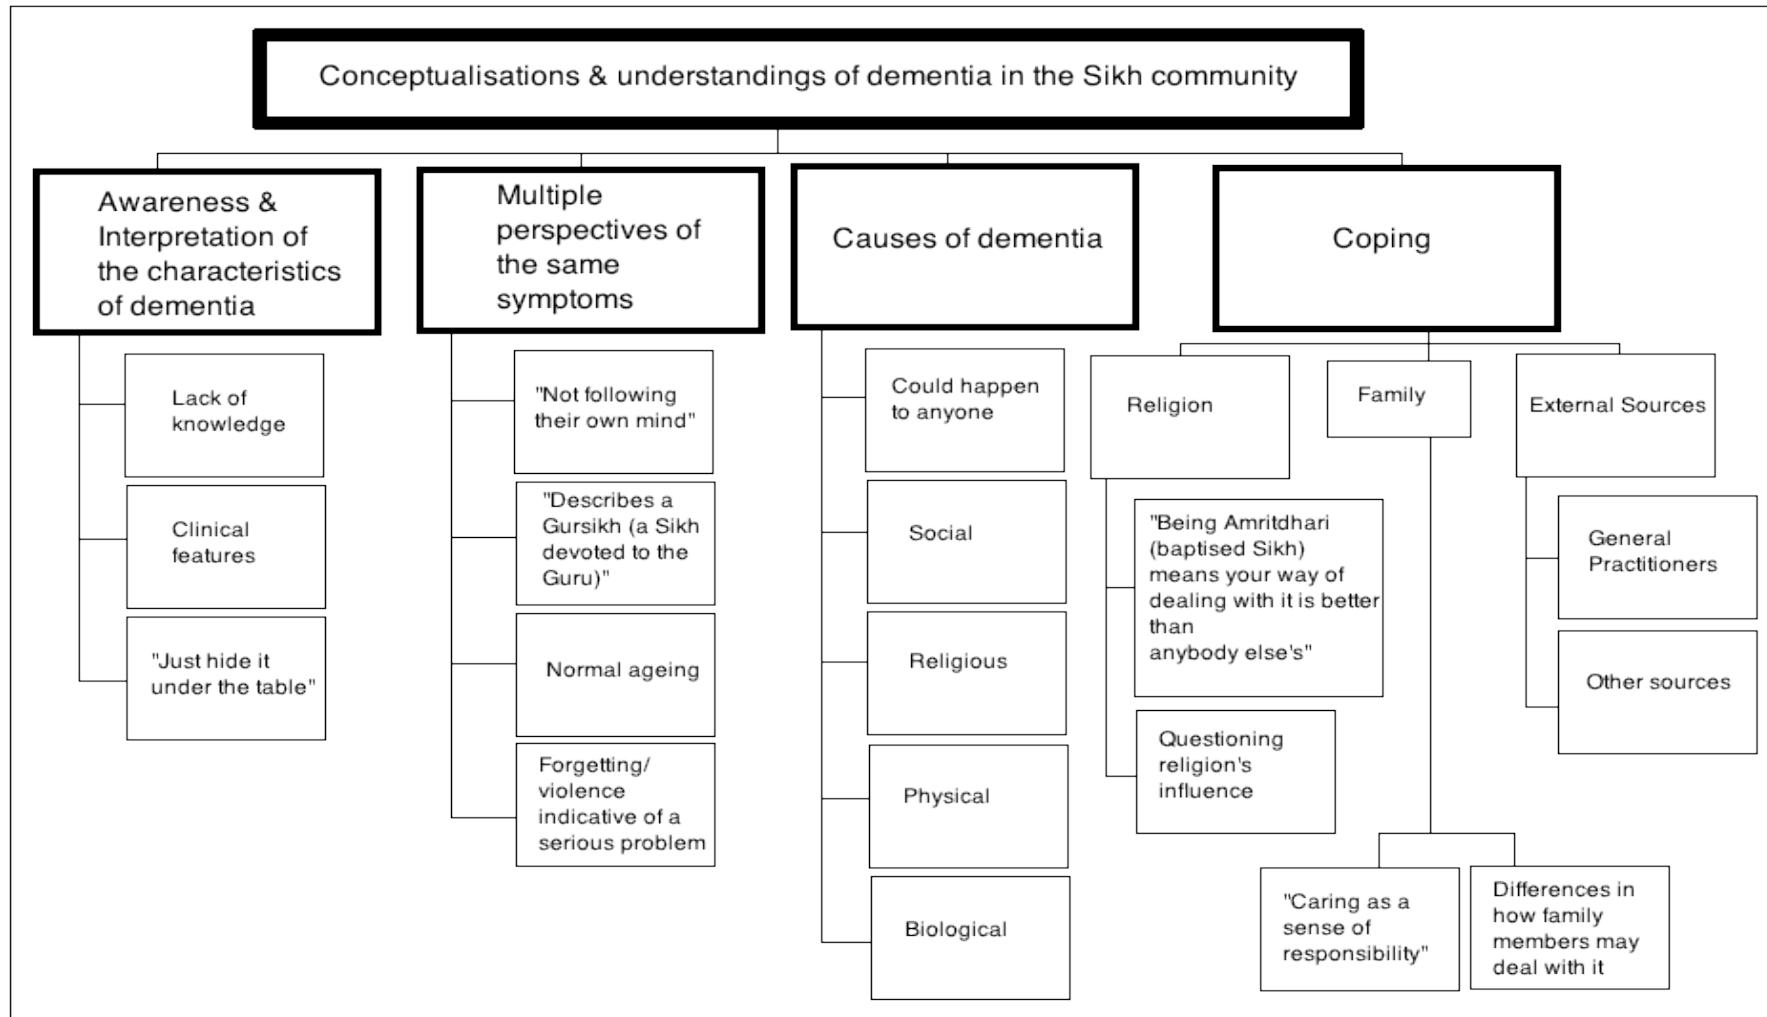 Conceptualisations & understandings of dementia in the Sikh community
Awareness &
Interpretation of
the characteristics
of dementia
Lack of
knowledge
Clinical
features
"Just hide it
under the table"
Multiple
perspectives of
the same
symptoms
"Not following
their own mind"
"Describes a
Gursikh (a Sikh
devoted to the
Guru)"
Normal ageing
Forgetting/
violence
indicative of a
serious problem
Causes of dementia
Could happen
to anyone
Social
Religious
Physical
Biological
Coping
Religion
"Being Amritdhari
(baptised Sikh)
means your way of
dealing with it is better
than
anybody else's"
Questioning
religion's
influence
Family
"Caring as a
sense of
responsibility"
Differences in
how family
members may
deal with it
External Sources
General
Practitioners
Other sources